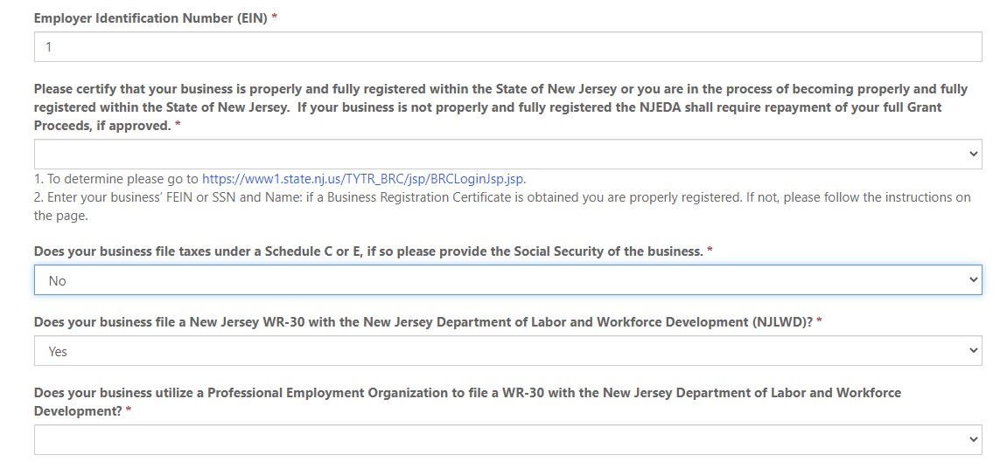 Employer Identification Number (EIN) *
1
Please certify that your business is properly and fully registered within the State of New Jersey or you are in the process of becoming properly and fully
registered within the State of New Jersey.  If your business is not properly and fully registered the NJEDA shall require repayment of your full Grant
Proceeds, if approved. *
1. To determine please go to https://www1.state.nj.us/TYTR_BRC/jsp/BRCLoginJsp.jsp.
2. Enter your business’ FEIN or SSN and Name: if a Business Registration Certificate is obtained you are properly registered. If not, please follow the instructions on
the page.
Does your business file taxes under a Schedule C or E, if so please provide the Social Security of the business. *
No
Does your business file a New Jersey WR-30 with the New Jersey Department of Labor and Workforce Development (NJLWD)? *
Yes
Does your business utilize a Professional Employment Organization to file a WR-30 with the New Jersey Department of Labor and Workforce
Development? *